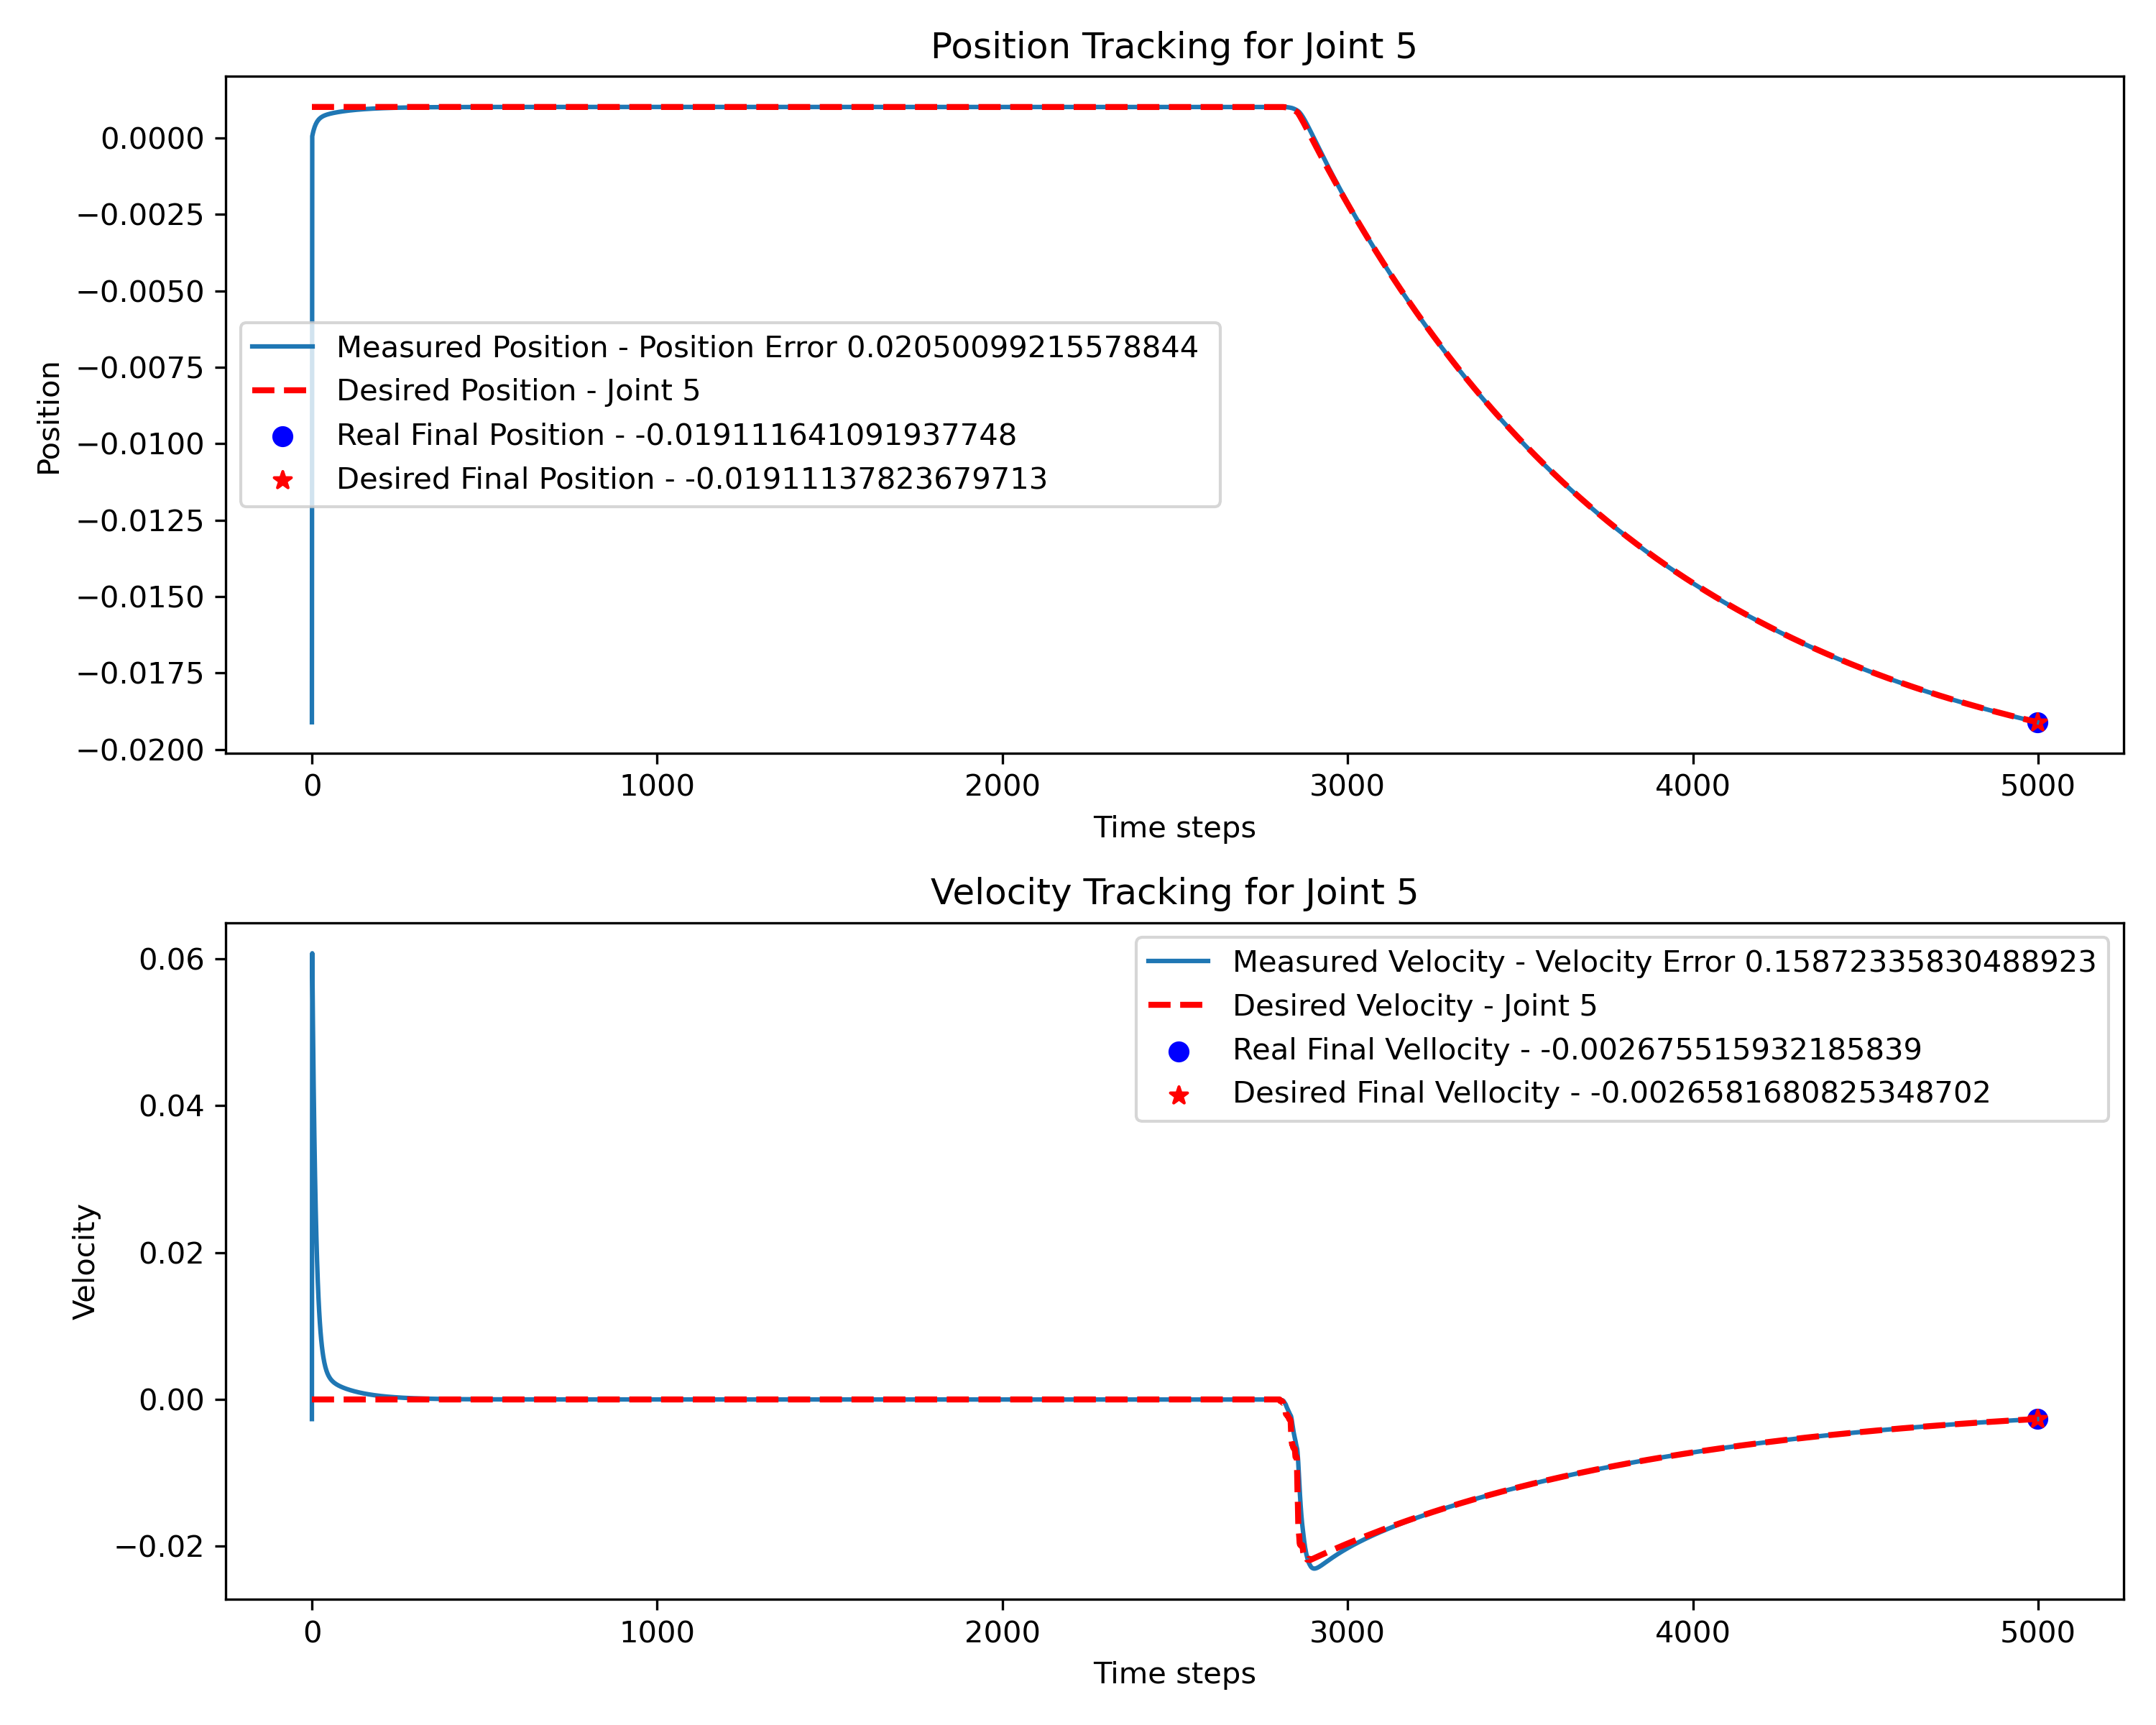 Position Tracking for Joint 5
0.0000
−0.0025
−0.0050
−0.0075
−0.0100
−0.0125
−0.0150
−0.0175
−0.0200
Position
Measured Position - Position Error 0.02050099215578844
Desired Position - Joint 5
Real Final Position - -0.019111641091937748
Desired Final Position - -0.01911137823679713
0 1000 2000 3000 4000 5000
Time steps
Velocity Tracking for Joint 5
0.06
0.04
0.02
0.00
−0.02
Velocity
Measured Velocity - Velocity Error 0.15872335830488923
Desired Velocity - Joint 5
Real Final Vellocity - -0.002675515932185839
Desired Final Vellocity - -0.0026581680825348702
0 1000 2000 3000 4000 5000
Time steps